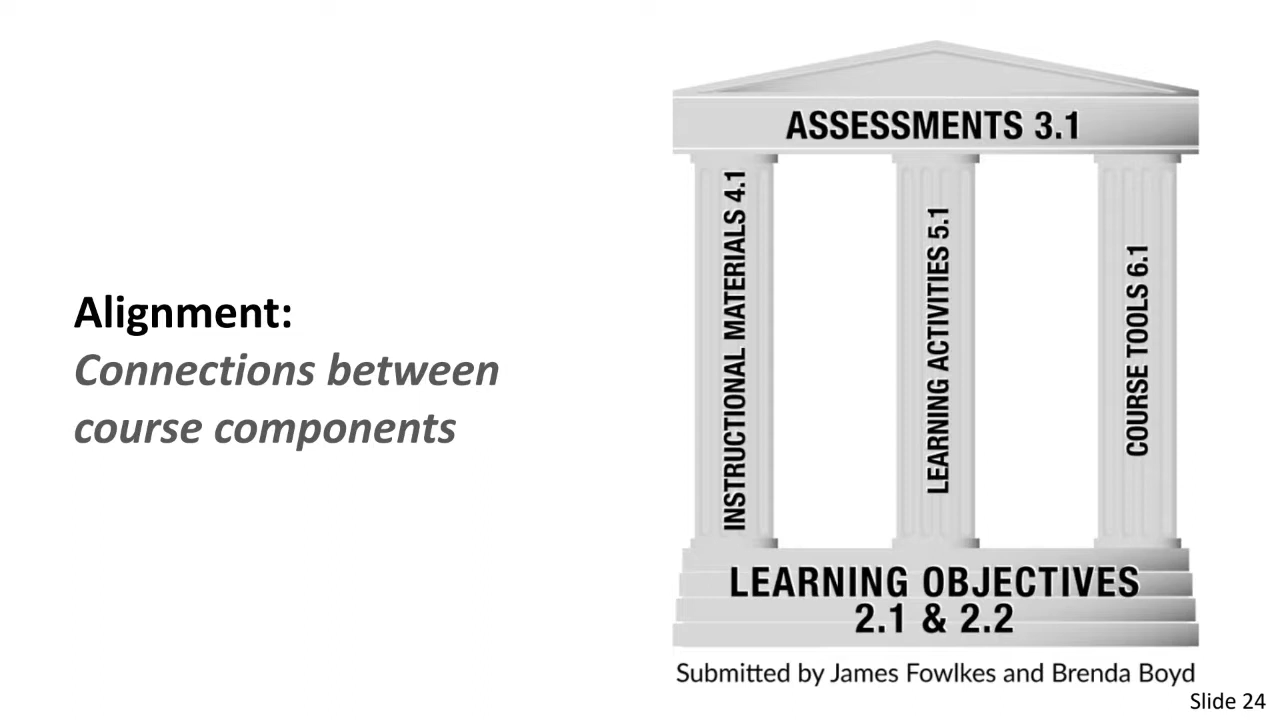 Alignment:
Connections between
course components
ASSESSMENTS 3.1
INSTRUCTIONAL MATERIALS 4.1
LEARNING ACTIVITIES 5.1
COURSE TOOLS 6.1
LEARNING OBJECTIVES
2.1 & 2.2
Submitted by James Fowlkes and Brenda Boyd
Slide 24